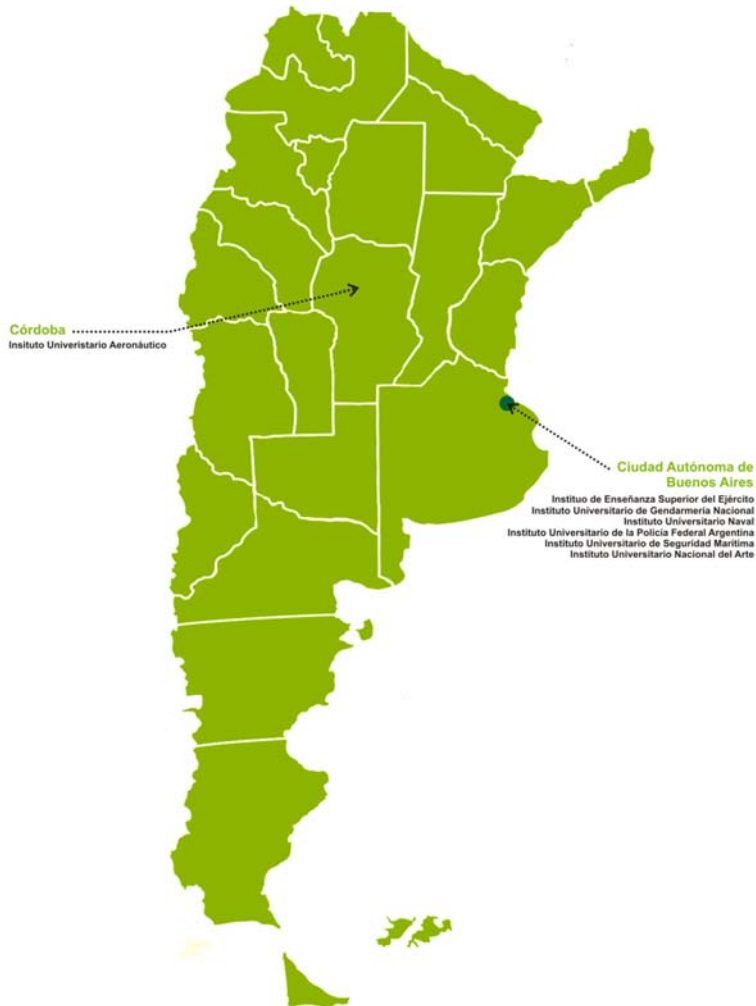 Córdoba
Insituto Univeristario Aeronáutico
Ciudad Autónoma de
Buenos Aires
Instituo de Enseñanza Superior del Ejército
Instituto Universitario de Gendarmería Nacional
Instituto Universitario Naval
Instituto Universitario de la Policía Federal Argentina
Instituto Universitario de Seguridad Marítima
Instituto Universitario Nacional del Arte